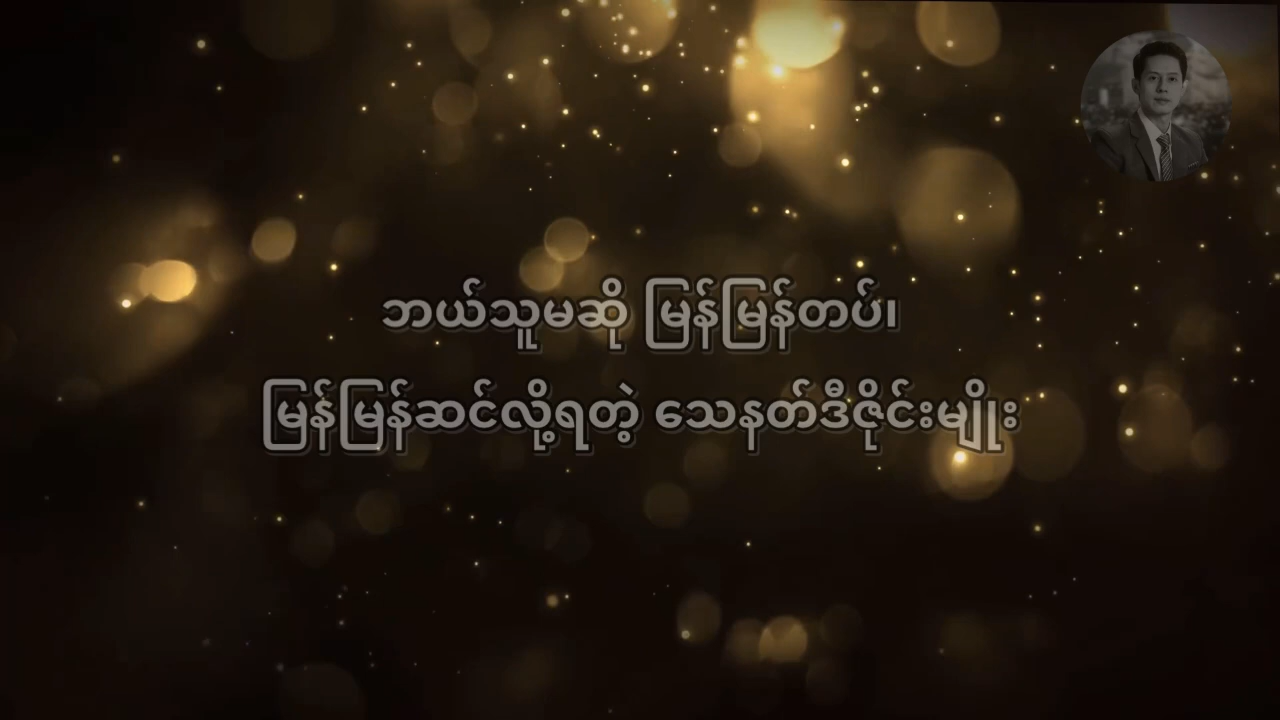 ဘယ်သူမဆို မြန်မြန်တပ်၊
မြန်မြန်ဆင်လို့ရတဲ့ သေနတ်ဒီဇိုင်းမျိုး